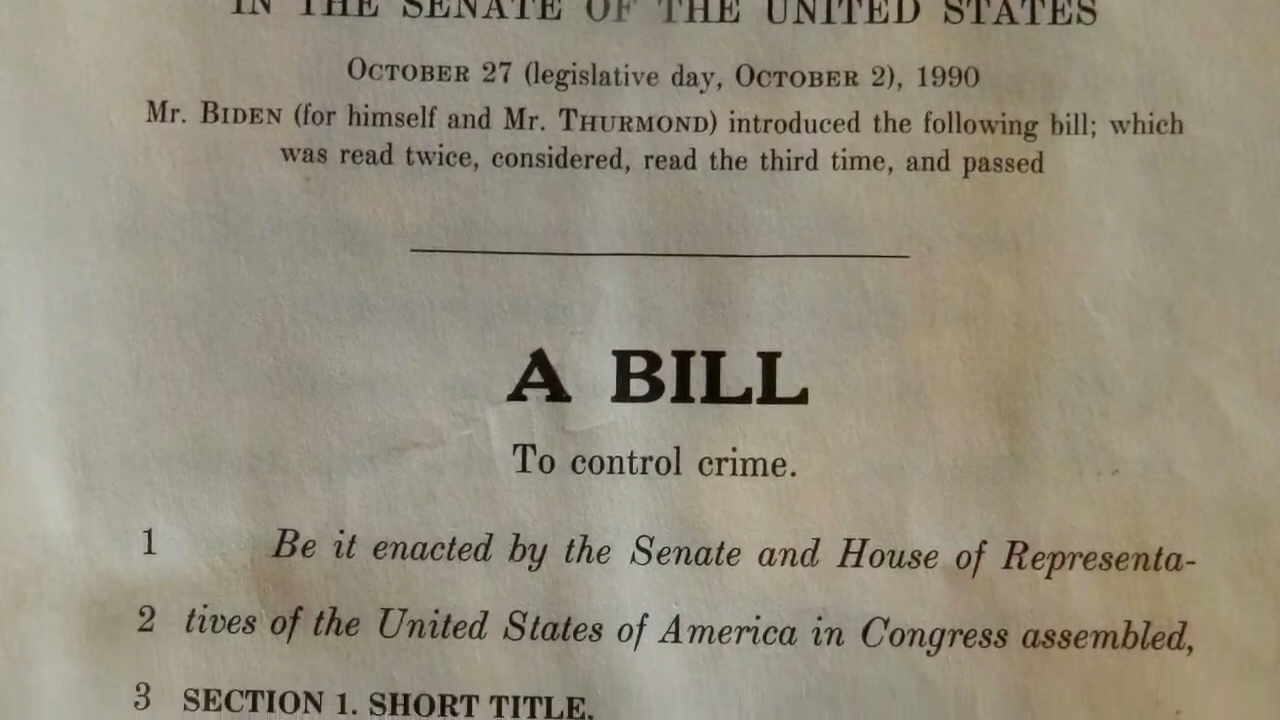 IN THE SENATE OF THE UNITED STATES
OCTOBER 27 (legislative day, OCTOBER 2), 1990
Mr. BIDEN (for himself and Mr. THURMOND) introduced the following bill; which
was read twice, considered, read the third time, and passed
A BILL
To control crime.
1 Be it enacted by the Senate and House of Representa-
2 tives of the United States of America in Congress assembled,
3 SECTION 1. SHORT TITLE.